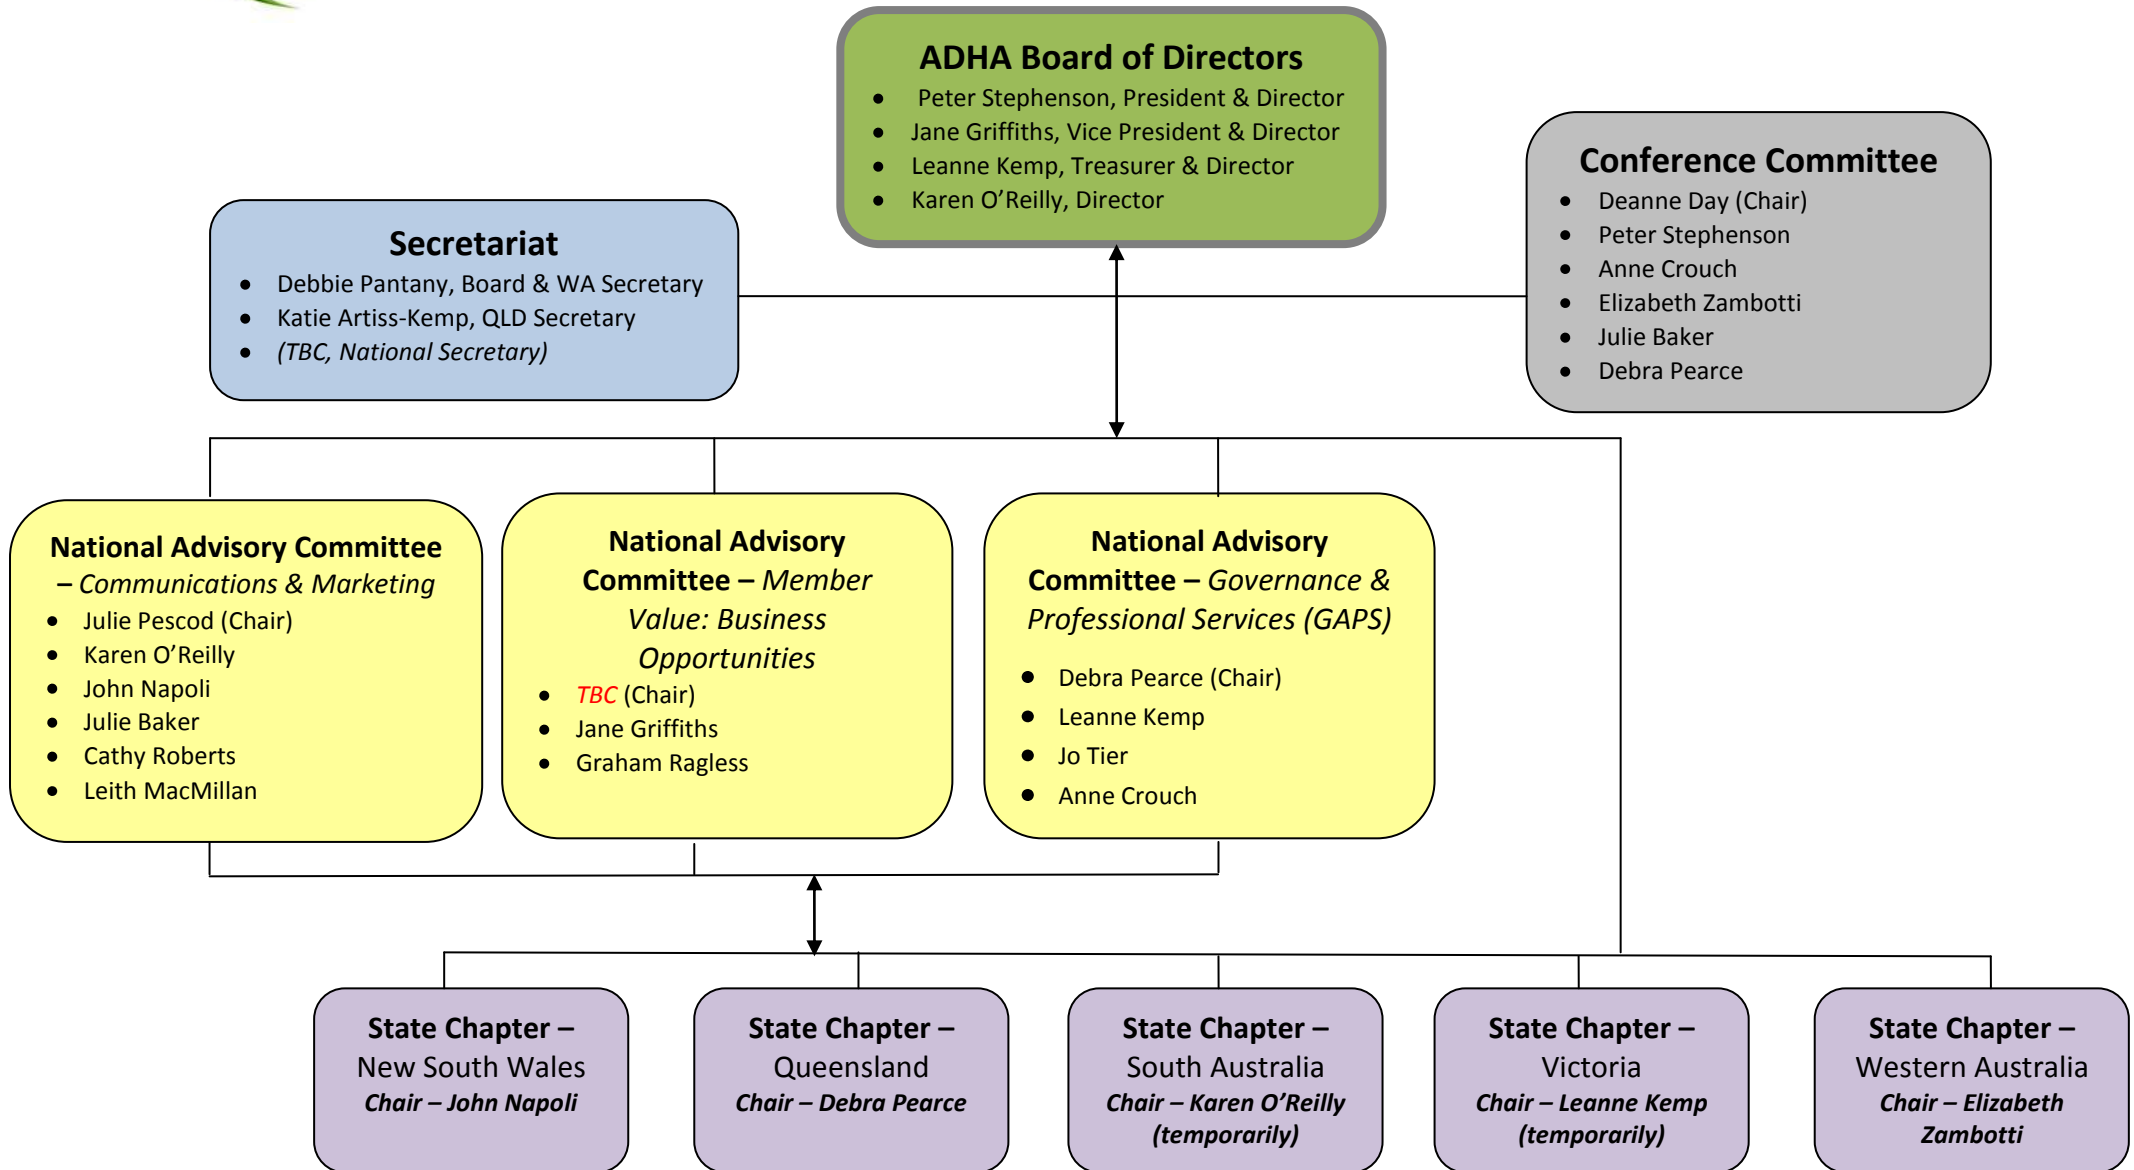 ADHA Board of Directors
• Peter Stephenson, President & Director
• Jane Griffiths, Vice President & Director
• Leanne Kemp, Treasurer & Director
• Karen O’Reilly, Director
Conference Committee
• Deanne Day (Chair)
• Peter Stephenson
• Anne Crouch
• Elizabeth Zambotti
• Julie Baker
• Debra Pearce
Secretariat
• Debbie Pantany, Board & WA Secretary
• Katie Artiss-Kemp, QLD Secretary
• (TBC, National Secretary)
National Advisory Committee
– Communications & Marketing
• Julie Pescod (Chair)
• Karen O’Reilly
• John Napoli
• Julie Baker
• Cathy Roberts
• Leith MacMillan
National Advisory
Committee – Member
Value: Business
Opportunities
• TBC (Chair)
• Jane Griffiths
• Graham Ragless
National Advisory
Committee – Governance &
Professional Services (GAPS)
• Debra Pearce (Chair)
• Leanne Kemp
• Jo Tier
• Anne Crouch
State Chapter –
New South Wales
Chair – John Napoli
State Chapter –
Queensland
Chair – Debra Pearce
State Chapter –
South Australia
Chair – Karen O’Reilly
(temporarily)
State Chapter –
Victoria
Chair – Leanne Kemp
(temporarily)
State Chapter –
Western Australia
Chair – Elizabeth
Zambotti